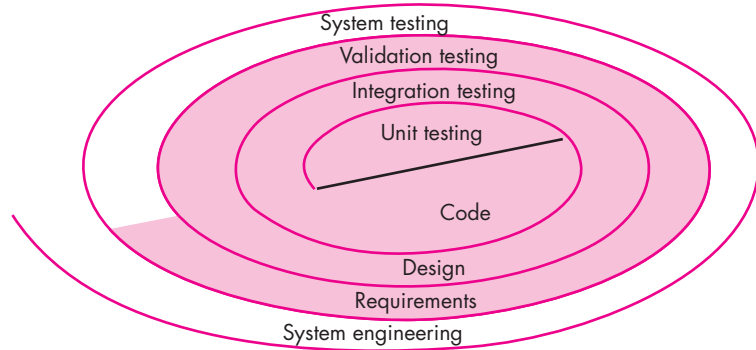 System testing
Validation testing
Integration testing
Unit testing
Code
Design
Requirements
System engineering